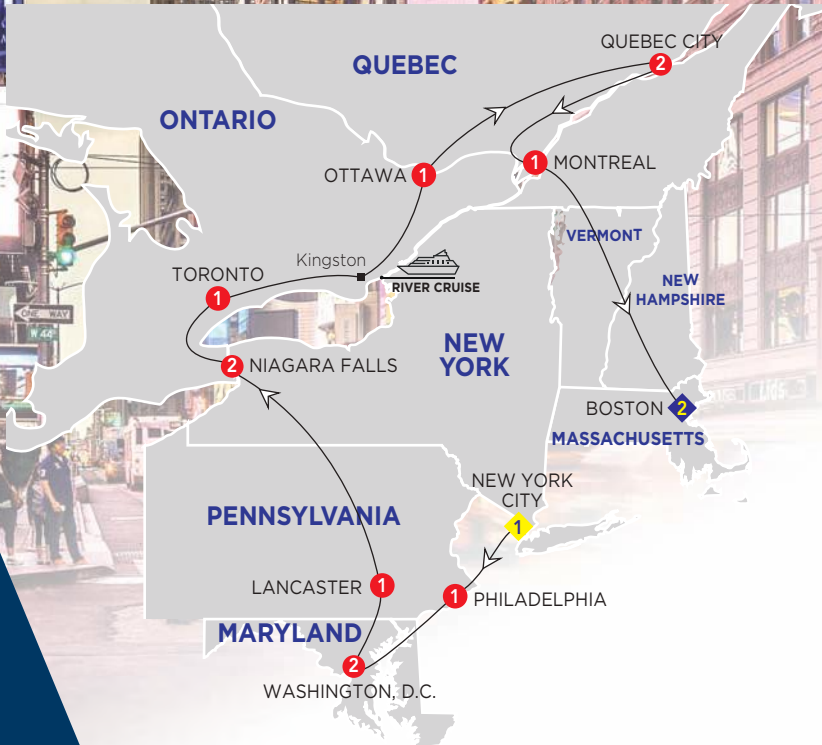 QUEBEC CITY
2
QUEBEC
ONTARIO
OTTAWA
1
1
MONTREAL
Kingston
RIVER CRUISE
VERMONT
NEW
HAMPSHIRE
TORONTO
1
ONE WAY
W 44
2
NIAGARA FALLS
NEW
YORK
BOSTON
2
MASSACHUSETTS
NEW YORK
CITY
1
PENNSYLVANIA
LANCASTER
1
1
PHILADELPHIA
MARYLAND
2
WASHINGTON, D.C.